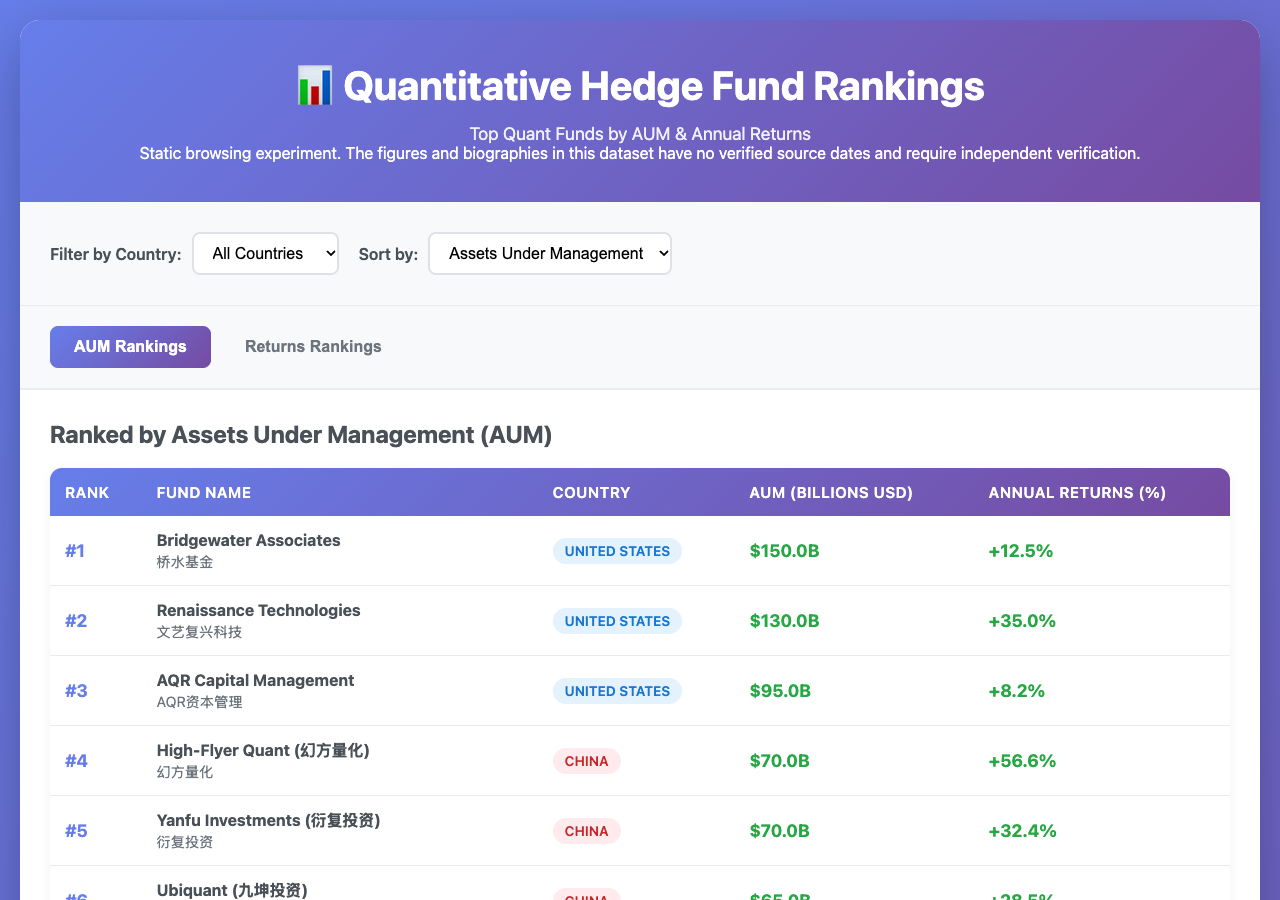 📊 Quantitative Hedge Fund Rankings
Top Quant Funds by AUM & Annual Returns
Static browsing experiment. The figures and biographies in this dataset have no verified source dates and require independent verification.
Filter by Country: All Countries Sort by: Assets Under Management
AUM Rankings Returns Rankings
Ranked by Assets Under Management (AUM)
RANK FUND NAME COUNTRY AUM (BILLIONS USD) ANNUAL RETURNS (%)
#1 Bridgewater Associates UNITED STATES $150.0B +12.5%
桥水基金
#2 Renaissance Technologies UNITED STATES $130.0B +35.0%
文艺复兴科技
#3 AQR Capital Management UNITED STATES $95.0B +8.2%
AQR资本管理
#4 High-Flyer Quant (幻方量化) CHINA $70.0B +56.6%
幻方量化
#5 Yanfu Investments (衍复投资) CHINA $70.0B +32.4%
衍复投资
#6 Ubiquant (九坤投资) CHINA $65.0B +28.5%